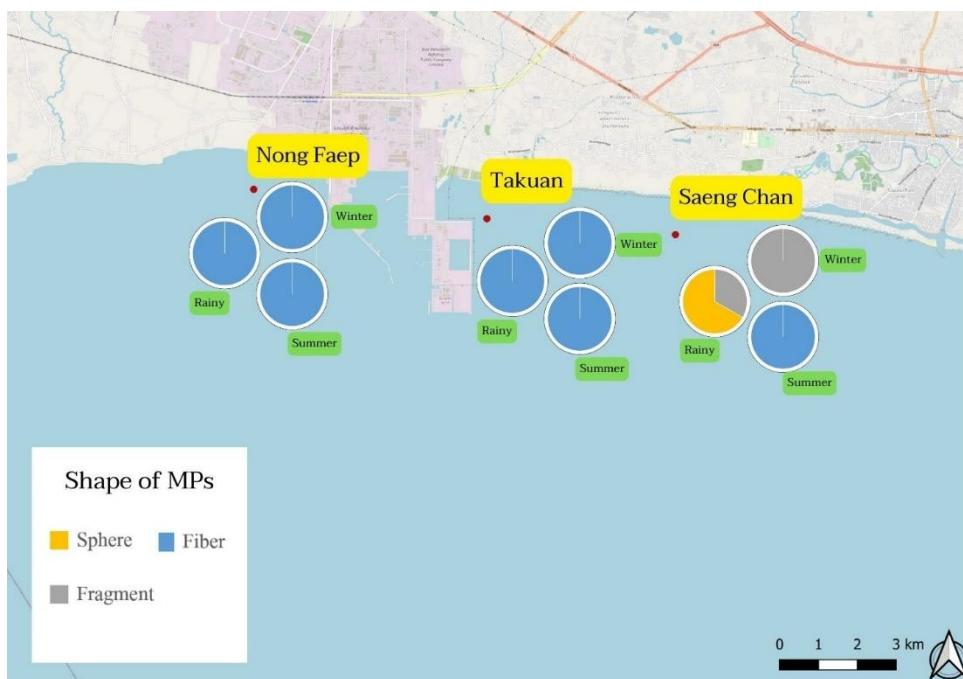 Nong Faep
Winter
Rainy
Summer
Takuan
Winter
Rainy
Summer
Saeng Chan
Winter
Rainy
Summer
Shape of MPs
Sphere
Fiber
Fragment
0 1 2 3 km